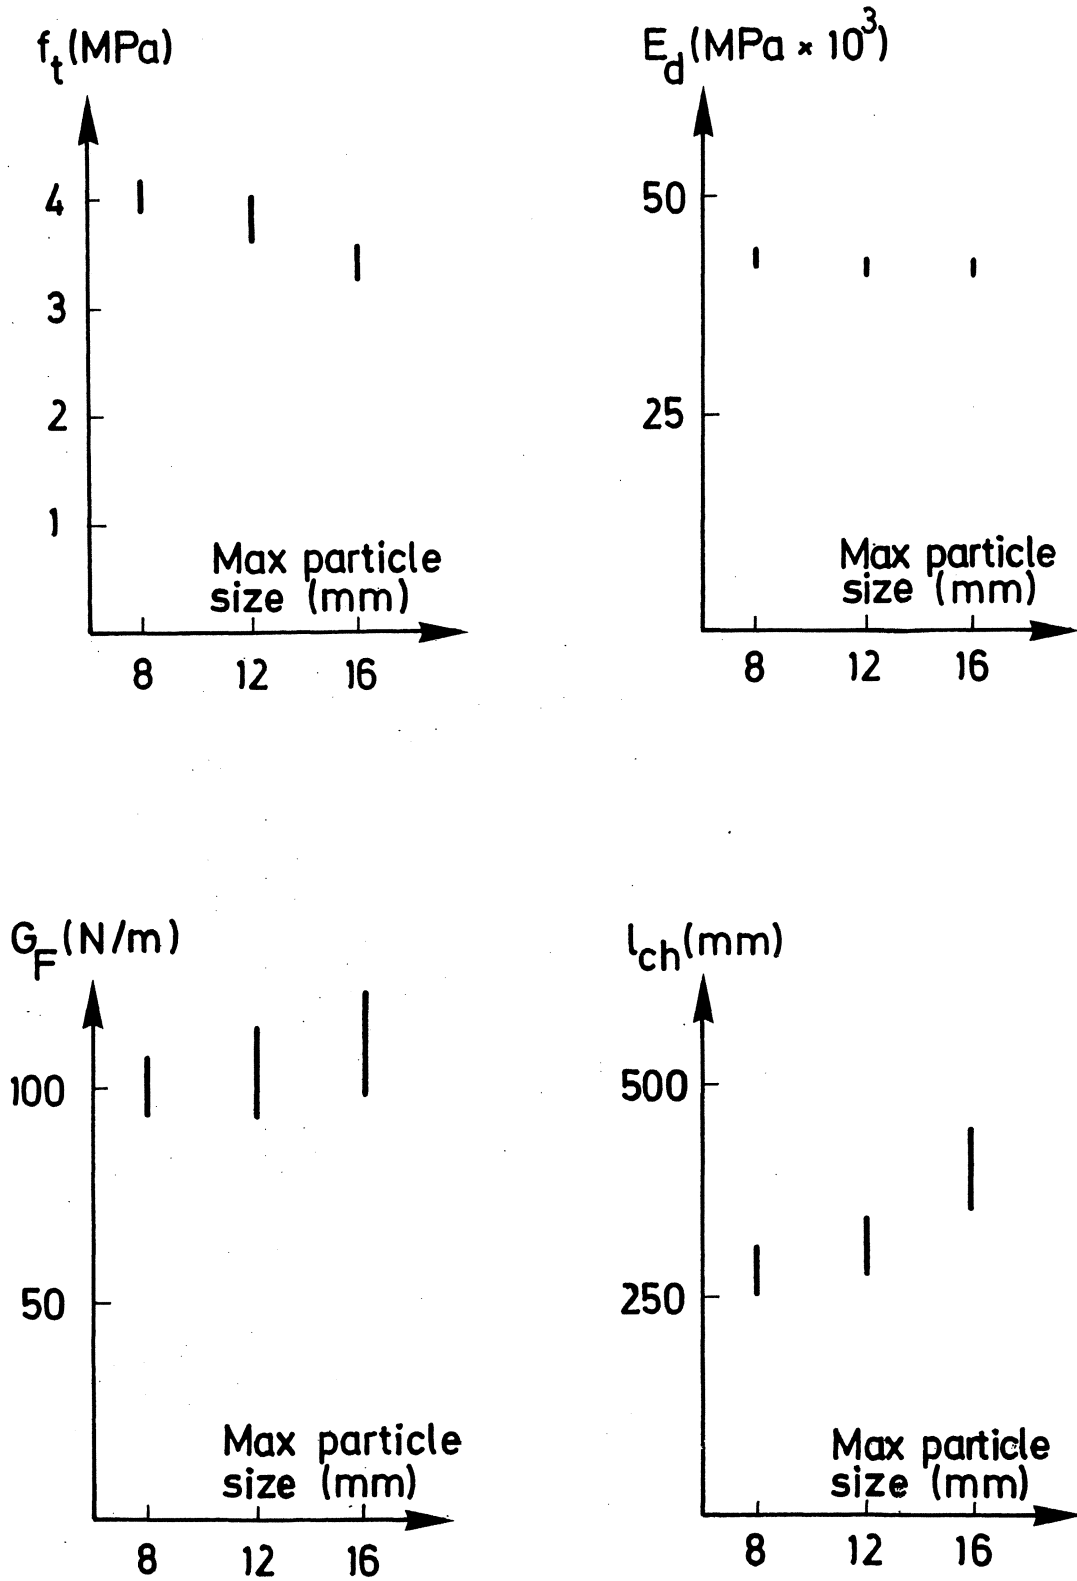 f_t (MPa)
4
3
2
1
Max particle
size (mm)
8 12 16
E_d (MPa × 10³)
50
25
Max particle
size (mm)
8 12 16
G_F (N/m)
100
50
Max particle
size (mm)
8 12 16
l_ch (mm)
500
250
Max particle
size (mm)
8 12 16